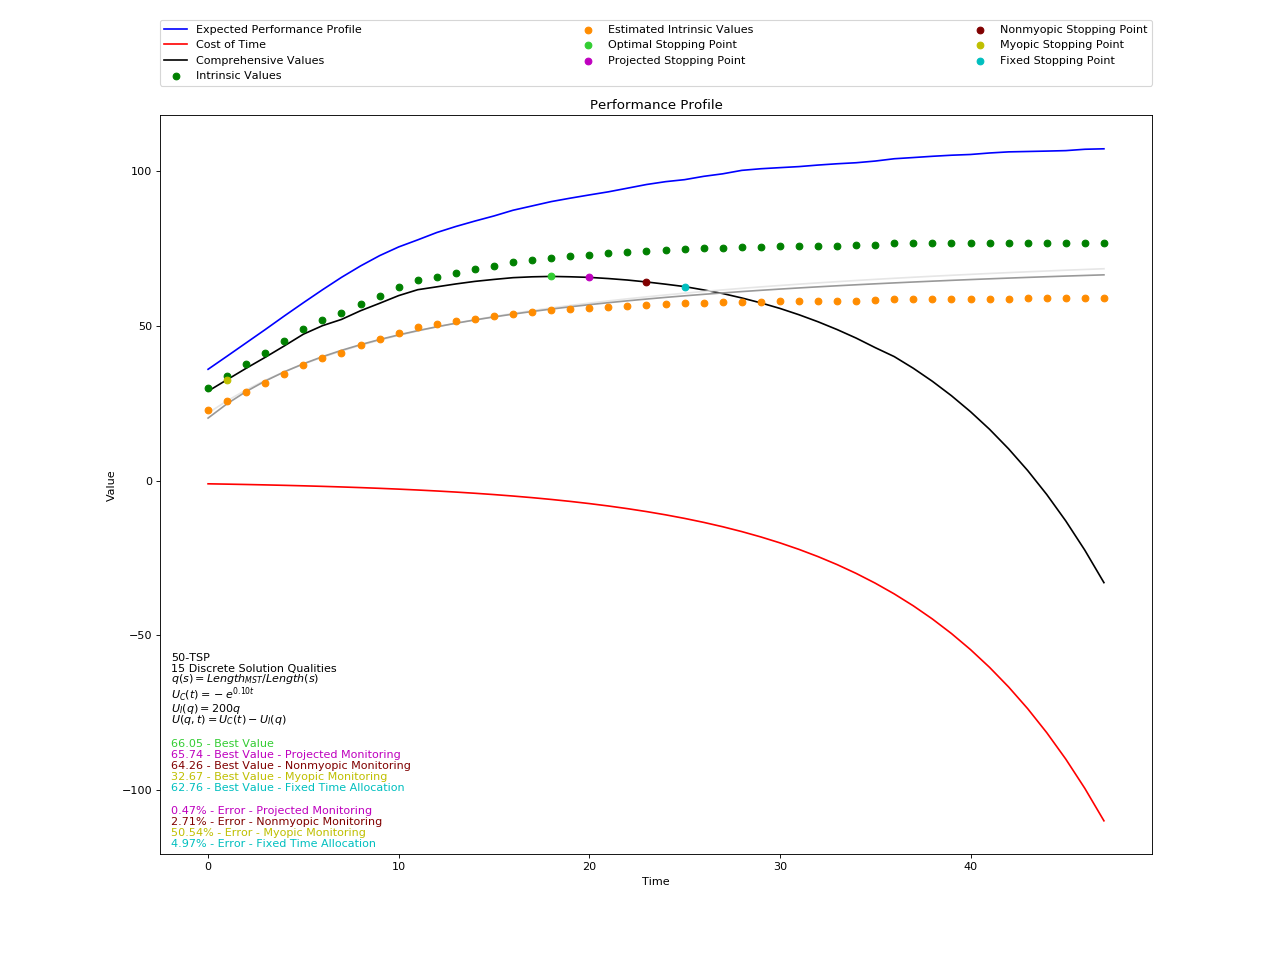 Expected Performance Profile
Cost of Time
Comprehensive Values
Intrinsic Values
Estimated Intrinsic Values
Optimal Stopping Point
Projected Stopping Point
Nonmyopic Stopping Point
Myopic Stopping Point
Fixed Stopping Point
Performance Profile
100
50
0
−50
−100
Value
50-TSP
15 Discrete Solution Qualities
q(s) = Length_MST/Length(s)
U_C(t) = −e^0.10t
U_I(q) = 200q
U(q, t) = U_C(t) − U_I(q)
66.05 - Best Value
65.74 - Best Value - Projected Monitoring
64.26 - Best Value - Nonmyopic Monitoring
32.67 - Best Value - Myopic Monitoring
62.76 - Best Value - Fixed Time Allocation
0.47% - Error - Projected Monitoring
2.71% - Error - Nonmyopic Monitoring
50.54% - Error - Myopic Monitoring
4.97% - Error - Fixed Time Allocation
0 10 20 30 40
Time